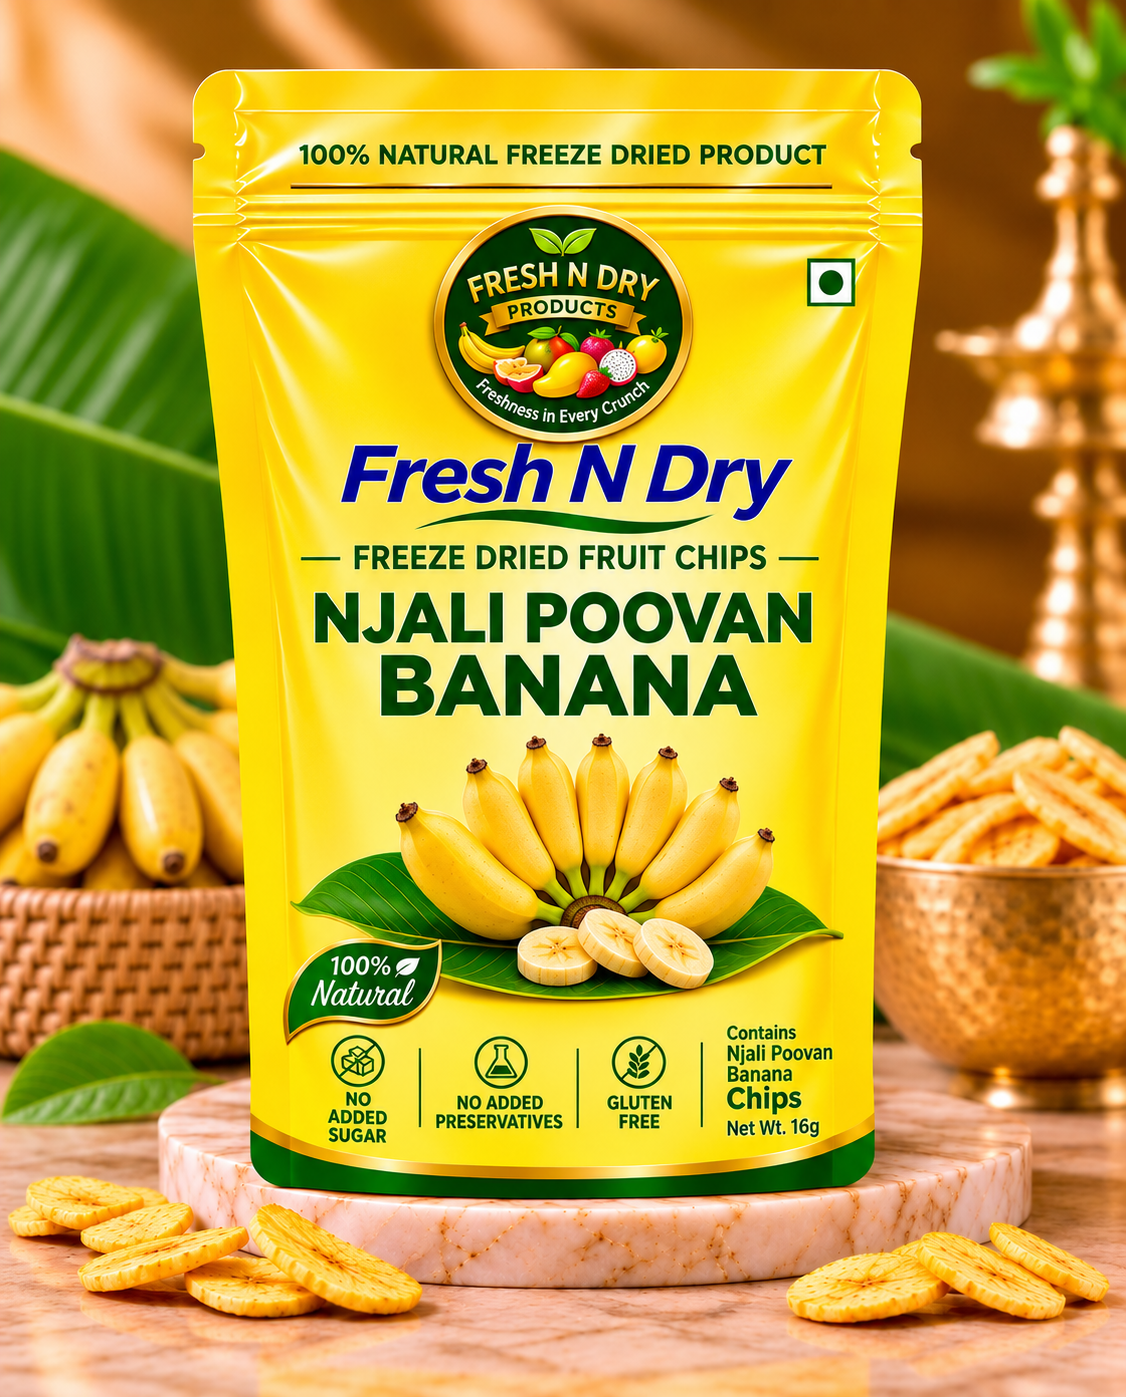 100% NATURAL FREEZE DRIED PRODUCT
FRESH N DRY
PRODUCTS
Freshness in Every Crunch
Fresh N Dry
FREEZE DRIED FRUIT CHIPS
NJALI POOVAN
BANANA
100%
Natural
NO
ADDED
SUGAR
NO ADDED
PRESERVATIVES
GLUTEN
FREE
Contains
Njali Poovan
Banana
Chips
Net Wt. 16g